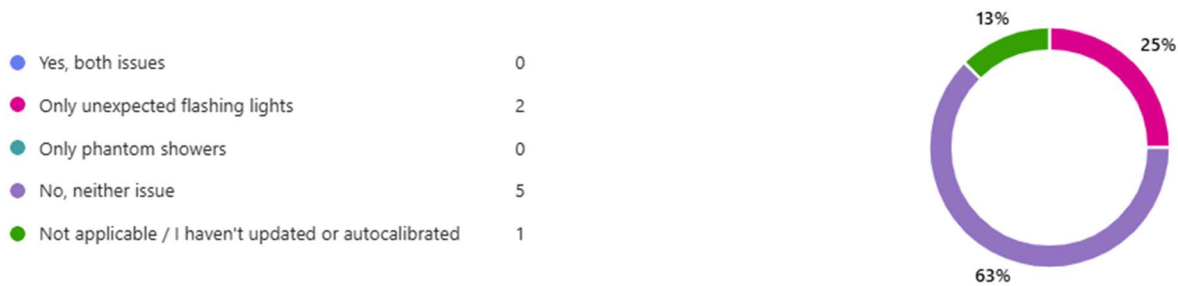 Yes, both issues 0
Only unexpected flashing lights 2
Only phantom showers 0
No, neither issue 5
Not applicable / I haven't updated or autocalibrated 1
13%
25%
63%